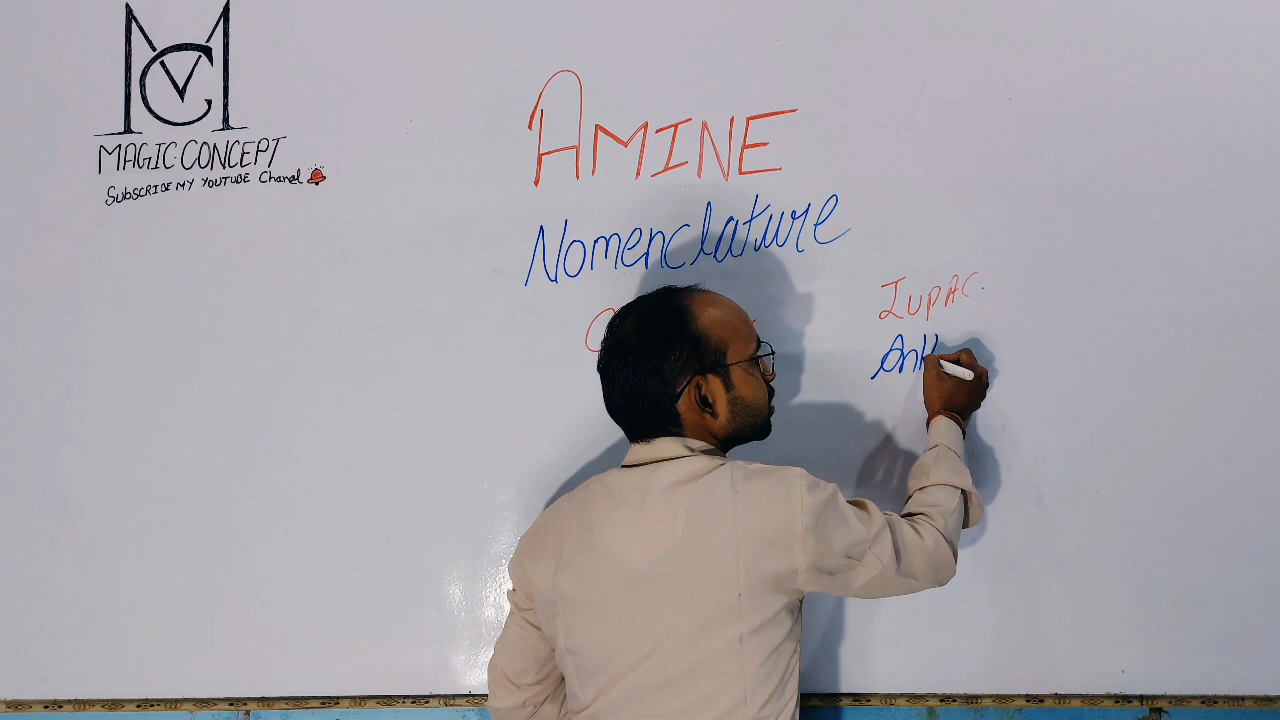 MAGIC CONCEPT
SUBSCRIBE MY YOUTUBE Chanel
AMINE
Nomenclature
IUPAC.